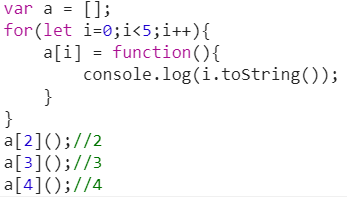 var a = [];
for(let i=0;i<5;i++){
    a[i] = function(){
        console.log(i.toString());
    }
}
a[2]();//2
a[3]();//3
a[4]();//4